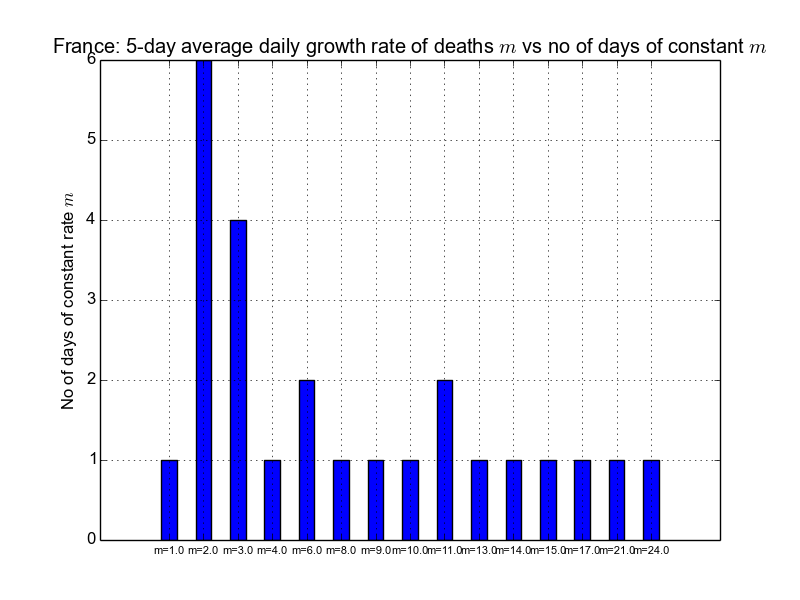 France: 5-day average daily growth rate of deaths m vs no of days of constant m
No of days of constant rate m
6
5
4
3
2
1
0
m=1.0 m=2.0 m=3.0 m=4.0 m=6.0 m=8.0 m=9.0 m=10.0 m=11.0 m=13.0 m=14.0 m=15.0 m=17.0 m=21.0 m=24.0